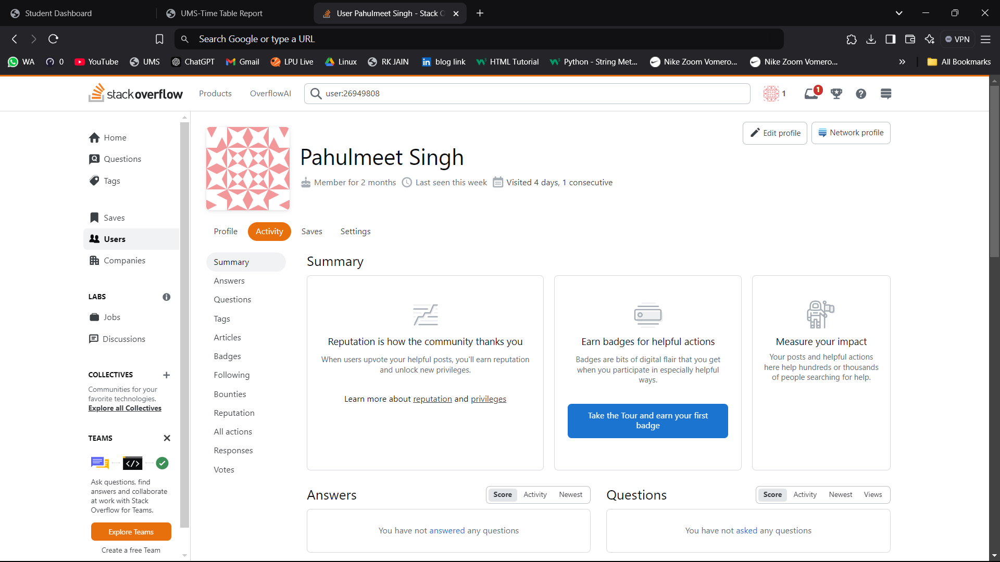 Student Dashboard
UMS-Time Table Report
User Pahulmeet Singh - Stack O
Search Google or type a URL
VPN
WA
0
YouTube
UMS
ChatGPT
Gmail
LPU Live
Linux
RK JAIN
blog link
HTML Tutorial
Python - String Met...
Nike Zoom Vomero...
Nike Zoom Vomero...
All Bookmarks
stack overflow
Products
OverflowAI
user:26949808
1
1
Home
Questions
Tags
Saves
Users
Companies
LABS
Jobs
Discussions
COLLECTIVES
Communities for your
favorite technologies.
Explore all Collectives
TEAMS
Ask questions, find
answers and collaborate
at work with Stack
Overflow for Teams.
Explore Teams
Create a free Team
Edit profile
Network profile
Pahulmeet Singh
Member for 2 months
Last seen this week
Visited 4 days, 1 consecutive
Profile
Activity
Saves
Settings
Summary
Answers
Questions
Tags
Articles
Badges
Following
Bounties
Reputation
All actions
Responses
Votes
Summary
Reputation is how the community thanks you
When users upvote your helpful posts, you'll earn reputation
and unlock new privileges.
Learn more about reputation and privileges
Earn badges for helpful actions
Badges are bits of digital flair that you get
when you participate in especially helpful
ways.
Take the Tour and earn your first
badge
Measure your impact
Your posts and helpful actions
here help hundreds or thousands
of people searching for help.
Answers
Score
Activity
Newest
You have not answered any questions
Questions
Score
Activity
Newest
Views
You have not asked any questions